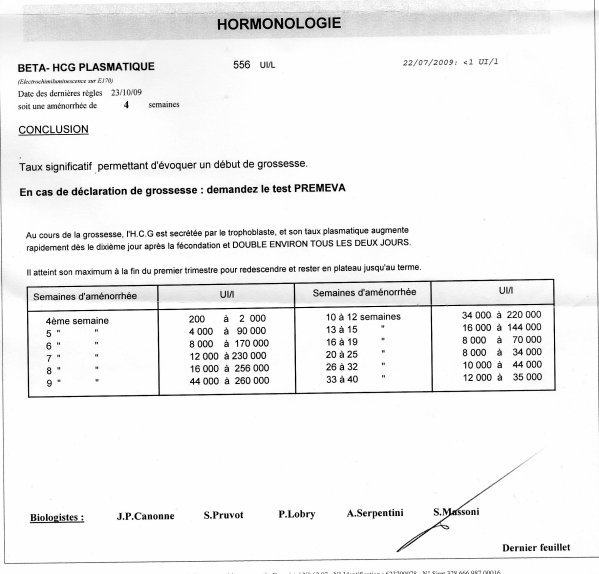 HORMONOLOGIE
BETA- HCG PLASMATIQUE 556 UI/L 22/07/2009: <1 UI/l
(Electrochimiluminescence sur E170)
Date des dernières règles 23/10/09
soit une aménorrhée de 4 semaines
CONCLUSION
Taux significatif permettant d'évoquer un début de grossesse.
En cas de déclaration de grossesse : demandez le test PREMEVA
Au cours de la grossesse, l'H.C.G est secrétée par le trophoblaste, et son taux plasmatique augmente
rapidement dès le dixième jour après la fécondation et DOUBLE ENVIRON TOUS LES DEUX JOURS.
Il atteint son maximum à la fin du premier trimestre pour redescendre et rester en plateau jusqu'au terme.
Semaines d'aménorrhée UI/l Semaines d'aménorrhée UI/l
4ème semaine 200 à 2 000 10 à 12 semaines 34 000 à 220 000
5 " " 4 000 à 90 000 13 à 15 " 16 000 à 144 000
6 " " 8 000 à 170 000 16 à 19 " 8 000 à 70 000
7 " " 12 000 à 230 000 20 à 25 " 8 000 à 34 000
8 " " 16 000 à 256 000 26 à 32 " 10 000 à 44 000
9 " " 44 000 à 260 000 33 à 40 " 12 000 à 35 000
Biologistes : J.P.Canonne S.Pruvot P.Lobry A.Serpentini S.Massoni
Dernier feuillet